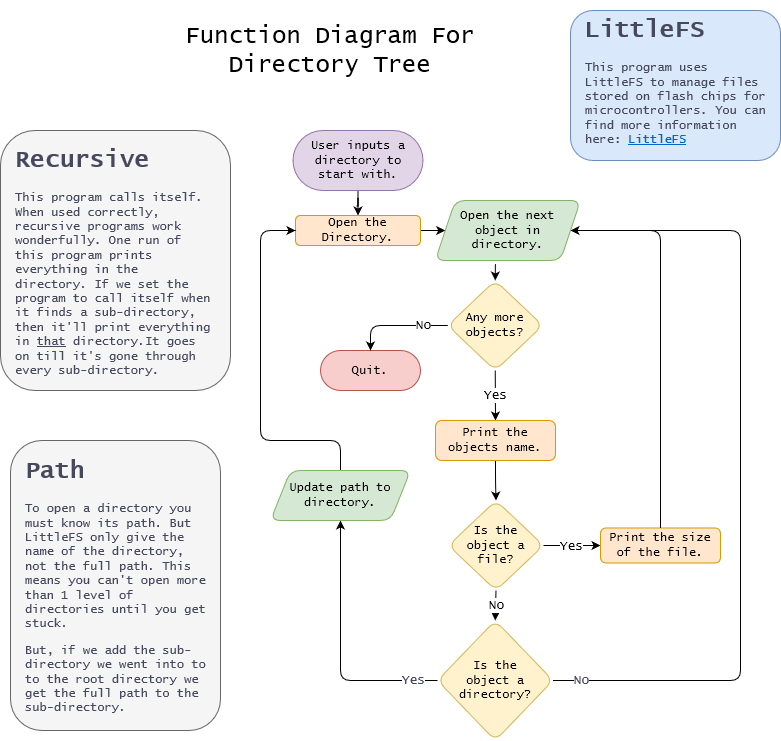 Function Diagram For
Directory Tree
LittleFS
This program uses
LittleFS to manage files
stored on flash chips for
microcontrollers. You can
find more information
here: LittleFS
Recursive
This program calls itself.
When used correctly,
recursive programs work
wonderfully. One run of
this program prints
everything in the
directory. If we set the
program to call itself when
it finds a sub-directory,
then it'll print everything
in that directory.It goes
on till it's gone through
every sub-directory.
User inputs a
directory to
start with.
Open the
Directory.
Open the next
object in
directory.
Any more
objects?
No
Quit.
Yes
Print the
objects name.
Path
To open a directory you
must know its path. But
LittleFS only give the
name of the directory,
not the full path. This
means you can't open more
than 1 level of
directories until you get
stuck.
But, if we add the sub-
directory we went into to
to the root directory we
get the full path to the
sub-directory.
Update path to
directory.
Is the
object a
file?
Yes
Print the size
of the file.
No
Is the
object a
directory?
Yes
No